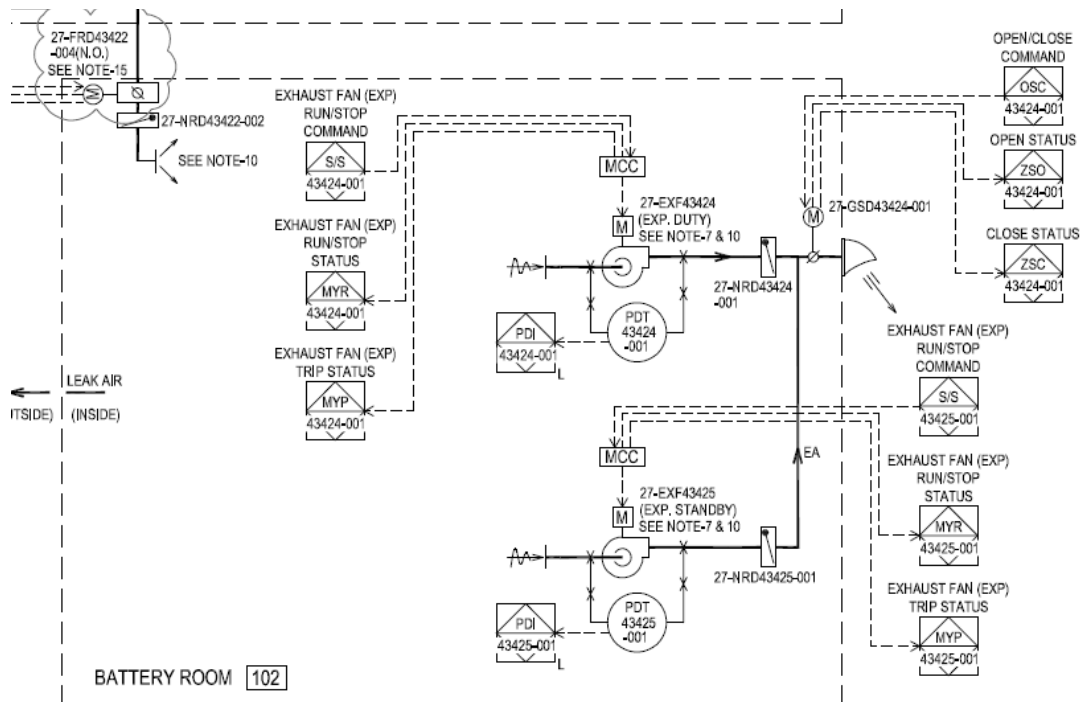 27-FRD43422
-004(N.O.)
SEE NOTE-15
M
27-NRD43422-002
SEE NOTE-10
EXHAUST FAN (EXP)
RUN/STOP
COMMAND
S/S
43424-001
EXHAUST FAN (EXP)
RUN/STOP
STATUS
MYR
43424-001
EXHAUST FAN (EXP)
TRIP STATUS
MYP
43424-001
LEAK AIR
UTSIDE)
(INSIDE)
MCC
M
27-EXF43424
(EXP. DUTY)
SEE NOTE-7 & 10
27-NRD43424
-001
PDT
43424
-001
PDI
43424-001
L
M
27-GSD43424-001
OPEN/CLOSE
COMMAND
OSC
43424-001
OPEN STATUS
ZSO
43424-001
CLOSE STATUS
ZSC
43424-001
EXHAUST FAN (EXP)
RUN/STOP
COMMAND
S/S
43425-001
EXHAUST FAN (EXP)
RUN/STOP
STATUS
MYR
43425-001
EXHAUST FAN (EXP)
TRIP STATUS
MYP
43425-001
MCC
M
27-EXF43425
(EXP. STANDBY)
SEE NOTE-7 & 10
EA
27-NRD43425-001
PDT
43425
-001
PDI
43425-001
L
BATTERY ROOM 102